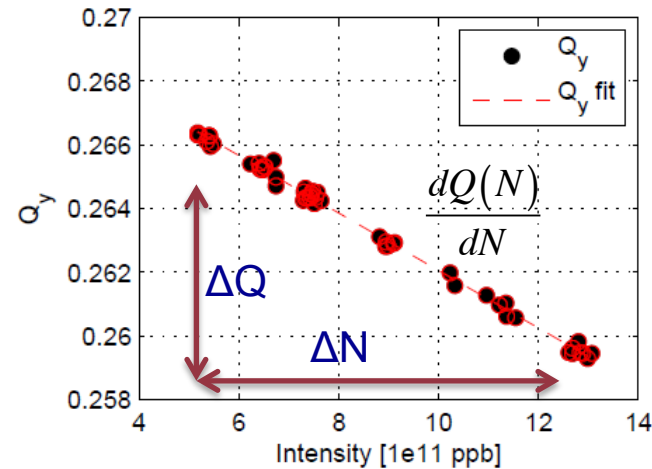 0.27
0.268
0.266
0.264
0.262
0.26
0.258
Q_y
Q_y
Q_y fit
dQ(N)
dN
ΔQ
ΔN
4 6 8 10 12 14
Intensity [1e11 ppb]